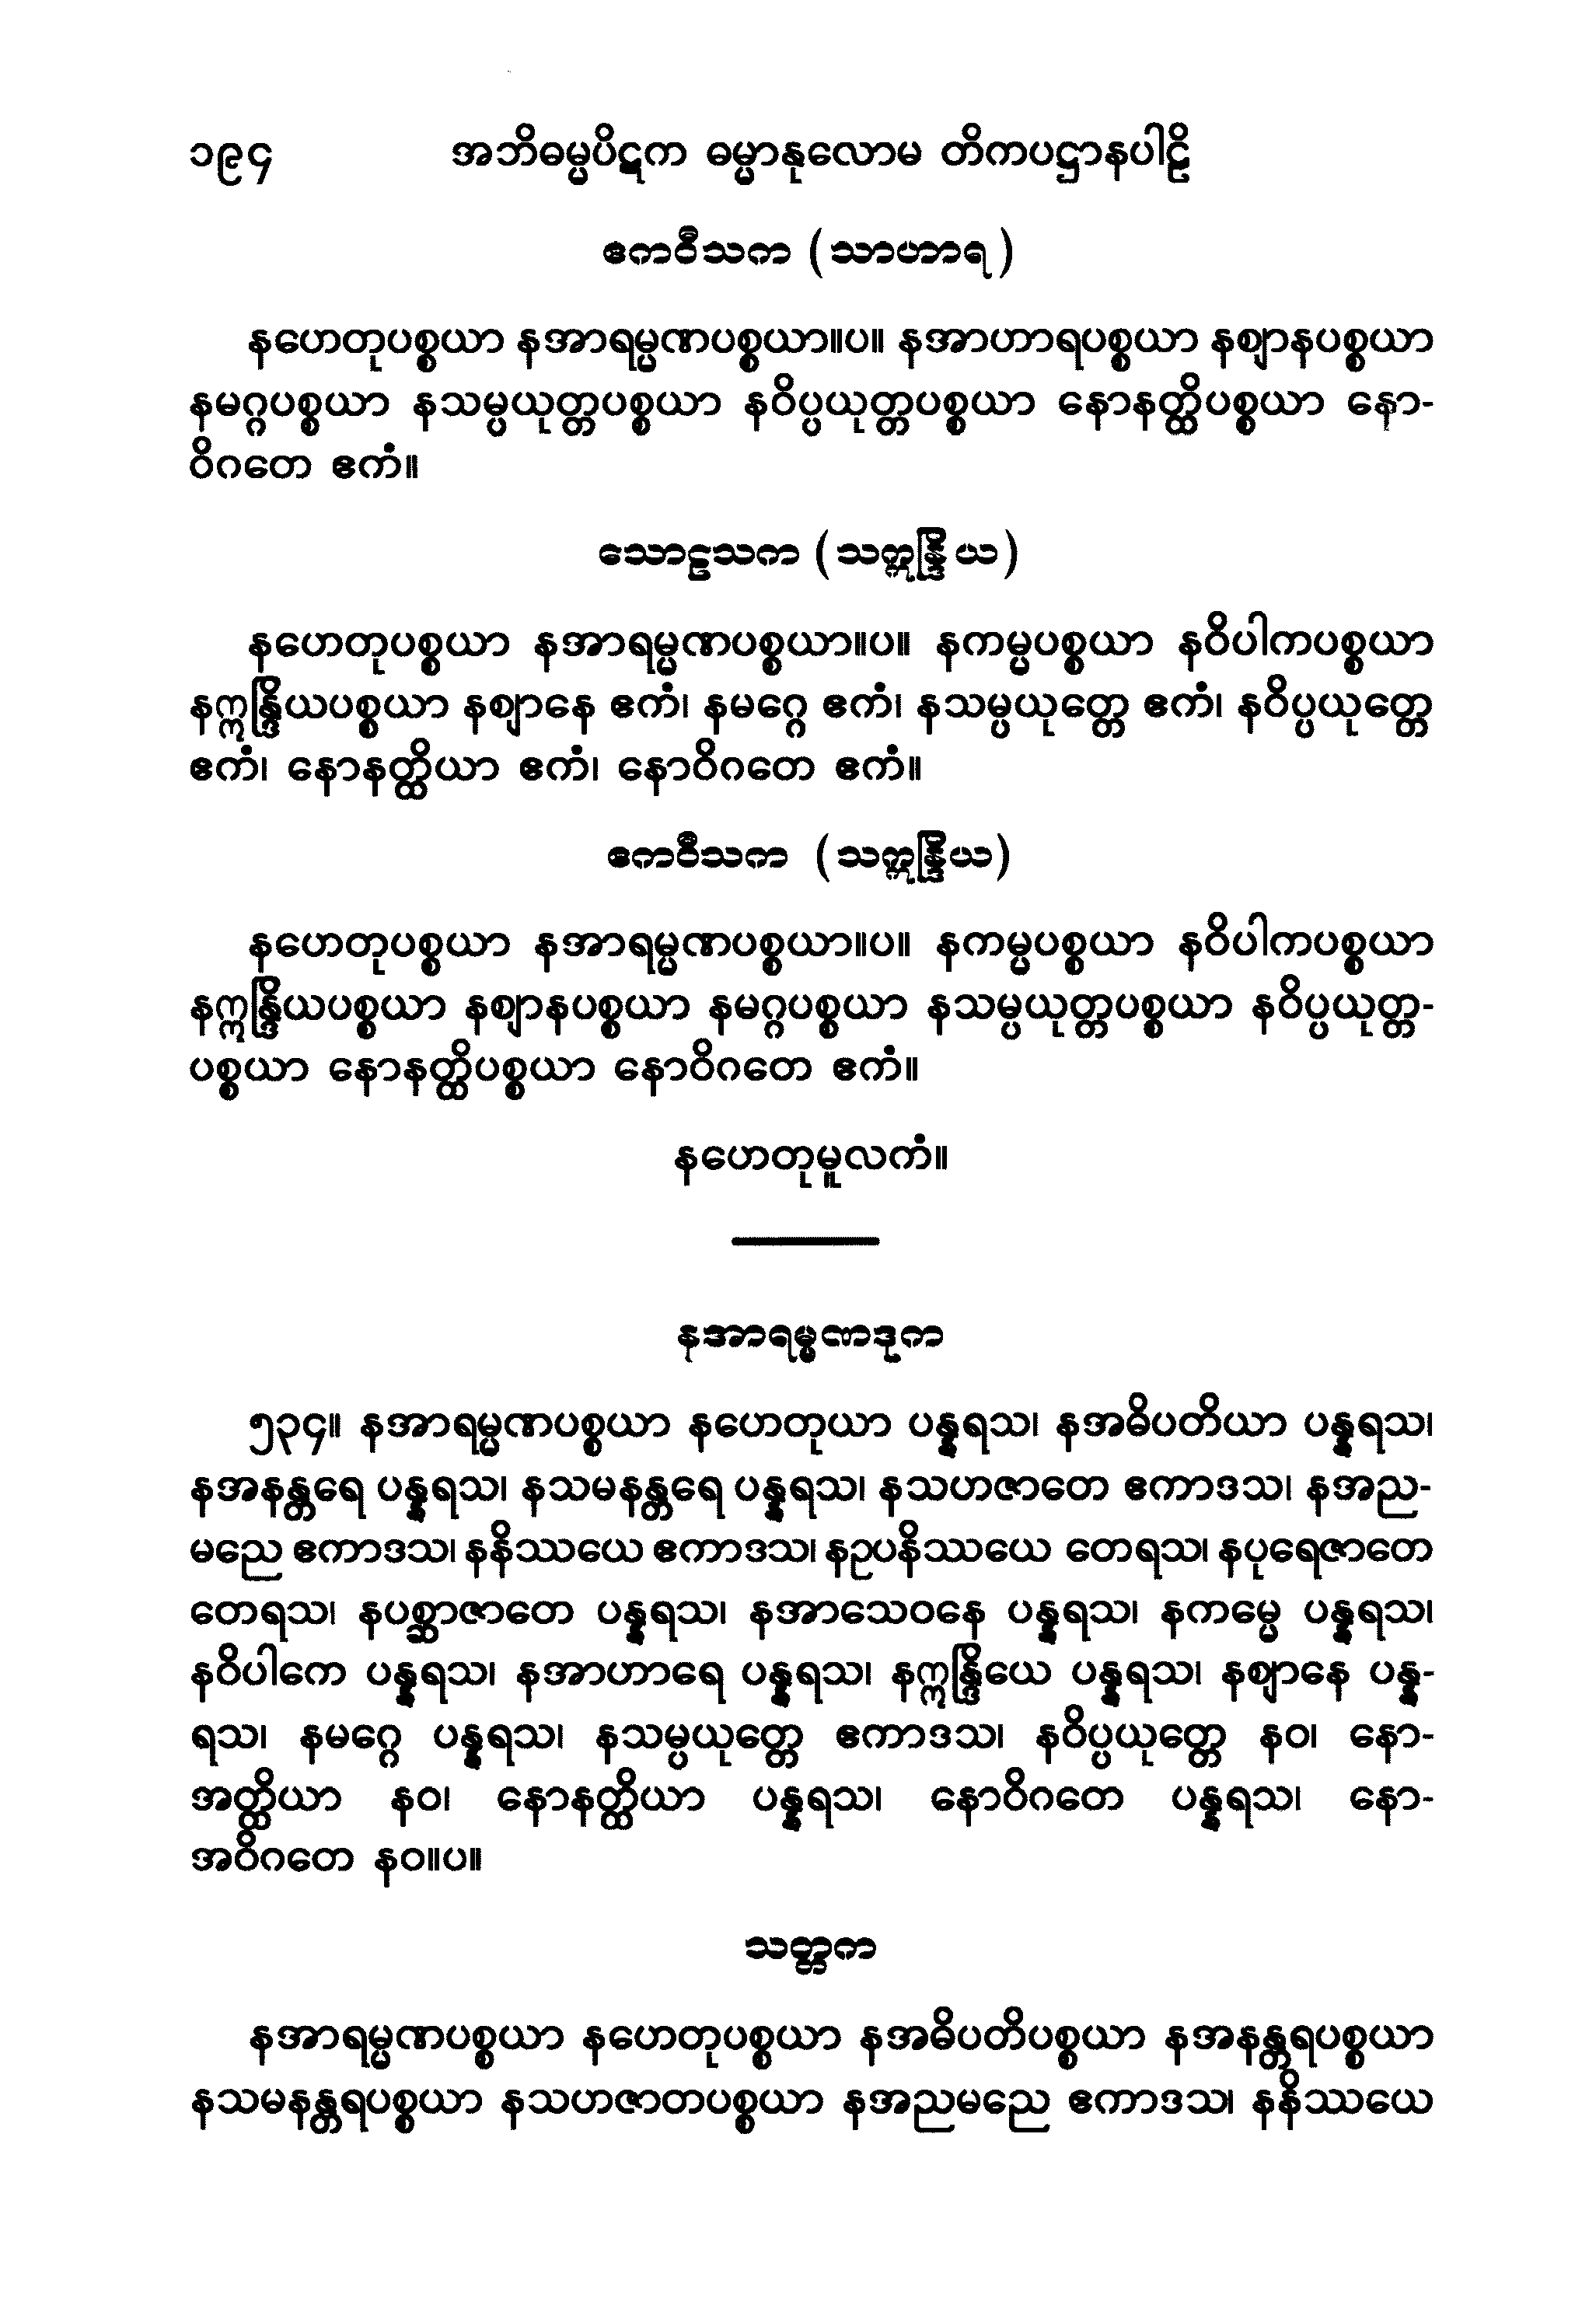 ၁၉၄ အဘိဓမ္မပိဋက ဓမ္မာနုလောမ တိကပဋ္ဌာနပါဠိ
ဧကဝီသက (သာဟာရ)
နဟေတုပစ္စယာ နအာရမ္မဏပစ္စယာ။ပ။ နအာဟာရပစ္စယာ နဈာနပစ္စယာ
နမဂ္ဂပစ္စယာ နသမ္ပယုတ္တပစ္စယာ နဝိပ္ပယုတ္တပစ္စယာ နောနတ္ထိပစ္စယာ နော-
ဝိဂတေ ဧကံ။
သောဠသက (သဣန္ဒြိယ)
နဟေတုပစ္စယာ နအာရမ္မဏပစ္စယာ။ပ။ နကမ္မပစ္စယာ နဝိပါကပစ္စယာ
နဣန္ဒြိယပစ္စယာ နဈာနေ ဧကံ၊ နမဂ္ဂေ ဧကံ၊ နသမ္ပယုတ္တေ ဧကံ၊ နဝိပ္ပယုတ္တေ
ဧကံ၊ နောနတ္ထိယာ ဧကံ၊ နောဝိဂတေ ဧကံ။
ဧကဝီသက (သဣန္ဒြိယ)
နဟေတုပစ္စယာ နအာရမ္မဏပစ္စယာ။ပ။ နကမ္မပစ္စယာ နဝိပါကပစ္စယာ
နဣန္ဒြိယပစ္စယာ နဈာနပစ္စယာ နမဂ္ဂပစ္စယာ နသမ္ပယုတ္တပစ္စယာ နဝိပ္ပယုတ္တ-
ပစ္စယာ နောနတ္ထိပစ္စယာ နောဝိဂတေ ဧကံ။
နဟေတုမူလကံ။
နအာရမ္မဏဒုက
၅၃၄။ နအာရမ္မဏပစ္စယာ နဟေတုယာ ပန္နရသ၊ နအဓိပတိယာ ပန္နရသ၊
နအနန္တရေ ပန္နရသ၊ နသမနန္တရေ ပန္နရသ၊ နသဟဇာတေ ဧကာဒသ၊ နအည-
မညေ ဧကာဒသ၊ နနိဿယေ ဧကာဒသ၊ နဥပနိဿယေ တေရသ၊ နပုရေဇာတေ
တေရသ၊ နပစ္ဆာဇာတေ ပန္နရသ၊ နအာသေဝနေ ပန္နရသ၊ နကမ္မေ ပန္နရသ၊
နဝိပါကေ ပန္နရသ၊ နအာဟာရေ ပန္နရသ၊ နဣန္ဒြိယေ ပန္နရသ၊ နဈာနေ ပန္န-
ရသ၊ နမဂ္ဂေ ပန္နရသ၊ နသမ္ပယုတ္တေ ဧကာဒသ၊ နဝိပ္ပယုတ္တေ နဝ၊ နော-
အတ္ထိယာ နဝ၊ နောနတ္ထိယာ ပန္နရသ၊ နောဝိဂတေ ပန္နရသ၊ နော-
အဝိဂတေ နဝ။ပ။
သတ္တက
နအာရမ္မဏပစ္စယာ နဟေတုပစ္စယာ နအဓိပတိပစ္စယာ နအနန္တရပစ္စယာ
နသမနန္တရပစ္စယာ နသဟဇာတပစ္စယာ နအညမညေ ဧကာဒသ၊ နနိဿယေ